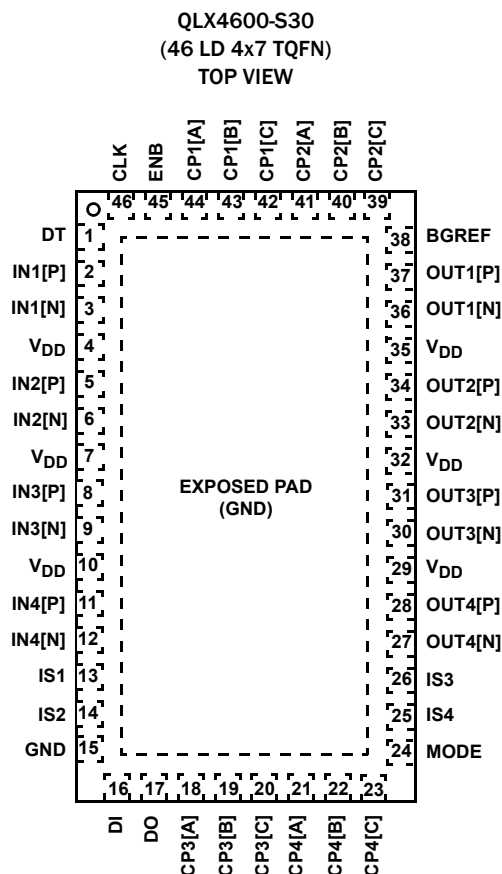 QLX4600-S30
(46 LD 4x7 TQFN)
TOP VIEW
CLK
ENB
CP1[A]
CP1[B]
CP1[C]
CP2[A]
CP2[B]
CP2[C]
46 45 44 43 42 41 40 39
DT 1
IN1[P] 2
IN1[N] 3
VDD 4
IN2[P] 5
IN2[N] 6
VDD 7
IN3[P] 8
IN3[N] 9
VDD 10
IN4[P] 11
IN4[N] 12
IS1 13
IS2 14
GND 15
EXPOSED PAD
(GND)
38 BGREF
37 OUT1[P]
36 OUT1[N]
35 VDD
34 OUT2[P]
33 OUT2[N]
32 VDD
31 OUT3[P]
30 OUT3[N]
29 VDD
28 OUT4[P]
27 OUT4[N]
26 IS3
25 IS4
24 MODE
16 17 18 19 20 21 22 23
DI
DO
CP3[A]
CP3[B]
CP3[C]
CP4[A]
CP4[B]
CP4[C]